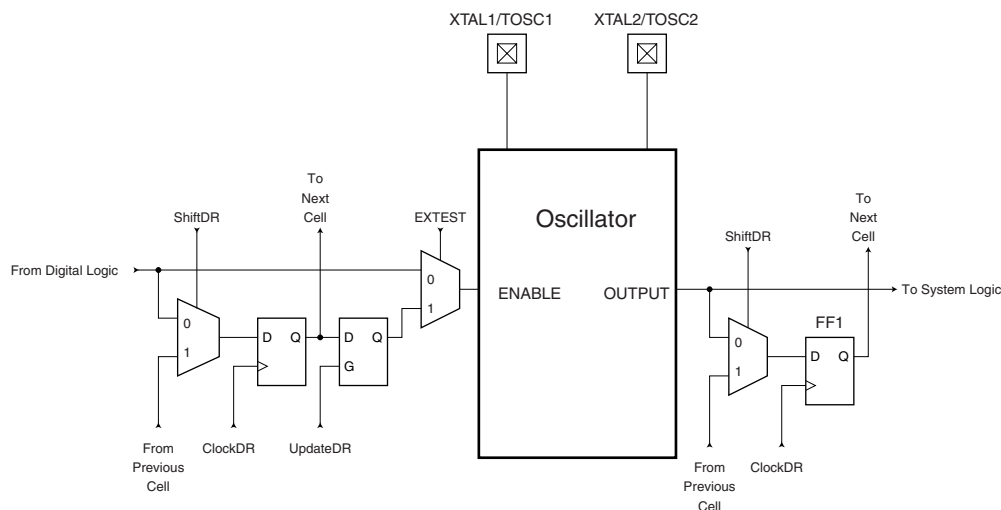 XTAL1/TOSC1
XTAL2/TOSC2
To
Next
Cell
ShiftDR
EXTEST
Oscillator
To
Next
Cell
ShiftDR
From Digital Logic
0
1
ENABLE
OUTPUT
To System Logic
0
1
D Q
D Q
G
0
1
FF1
D Q
From
Previous
Cell
ClockDR
UpdateDR
From
Previous
Cell
ClockDR